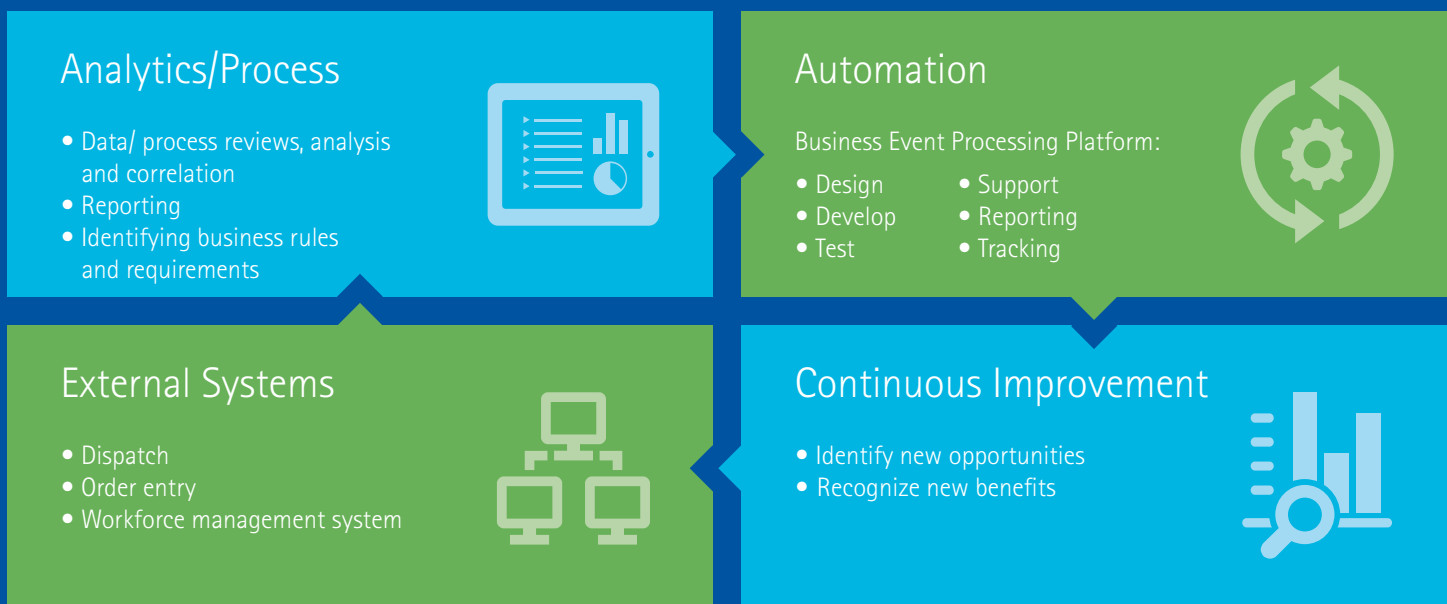 Analytics/Process
• Data/ process reviews, analysis
and correlation
• Reporting
• Identifying business rules
and requirements
Automation
Business Event Processing Platform:
• Design
• Develop
• Test
• Support
• Reporting
• Tracking
External Systems
• Dispatch
• Order entry
• Workforce management system
Continuous Improvement
• Identify new opportunities
• Recognize new benefits